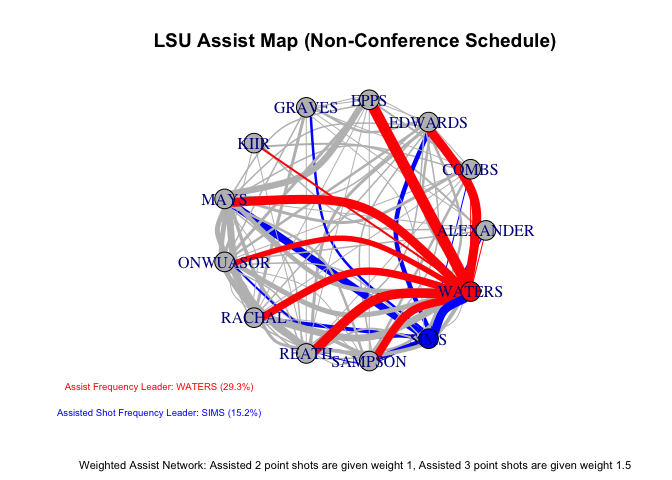 LSU Assist Map (Non-Conference Schedule)
EPPS
GRAVES
EDWARDS
KIIR
COMBS
MAYS
ALEXANDER
ONWUASOR
WATERS
RACHAL
SIMS
REATH
SAMPSON
Assist Frequency Leader: WATERS (29.3%)
Assisted Shot Frequency Leader: SIMS (15.2%)
Weighted Assist Network: Assisted 2 point shots are given weight 1, Assisted 3 point shots are given weight 1.5